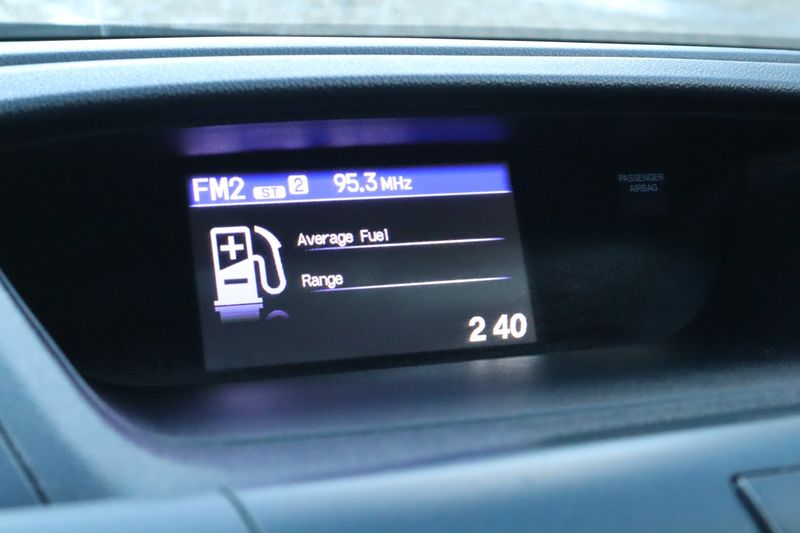 FM2 ST 2 95.3 MHz
PASSENGER
AIRBAG
Average Fuel
Range
2 40